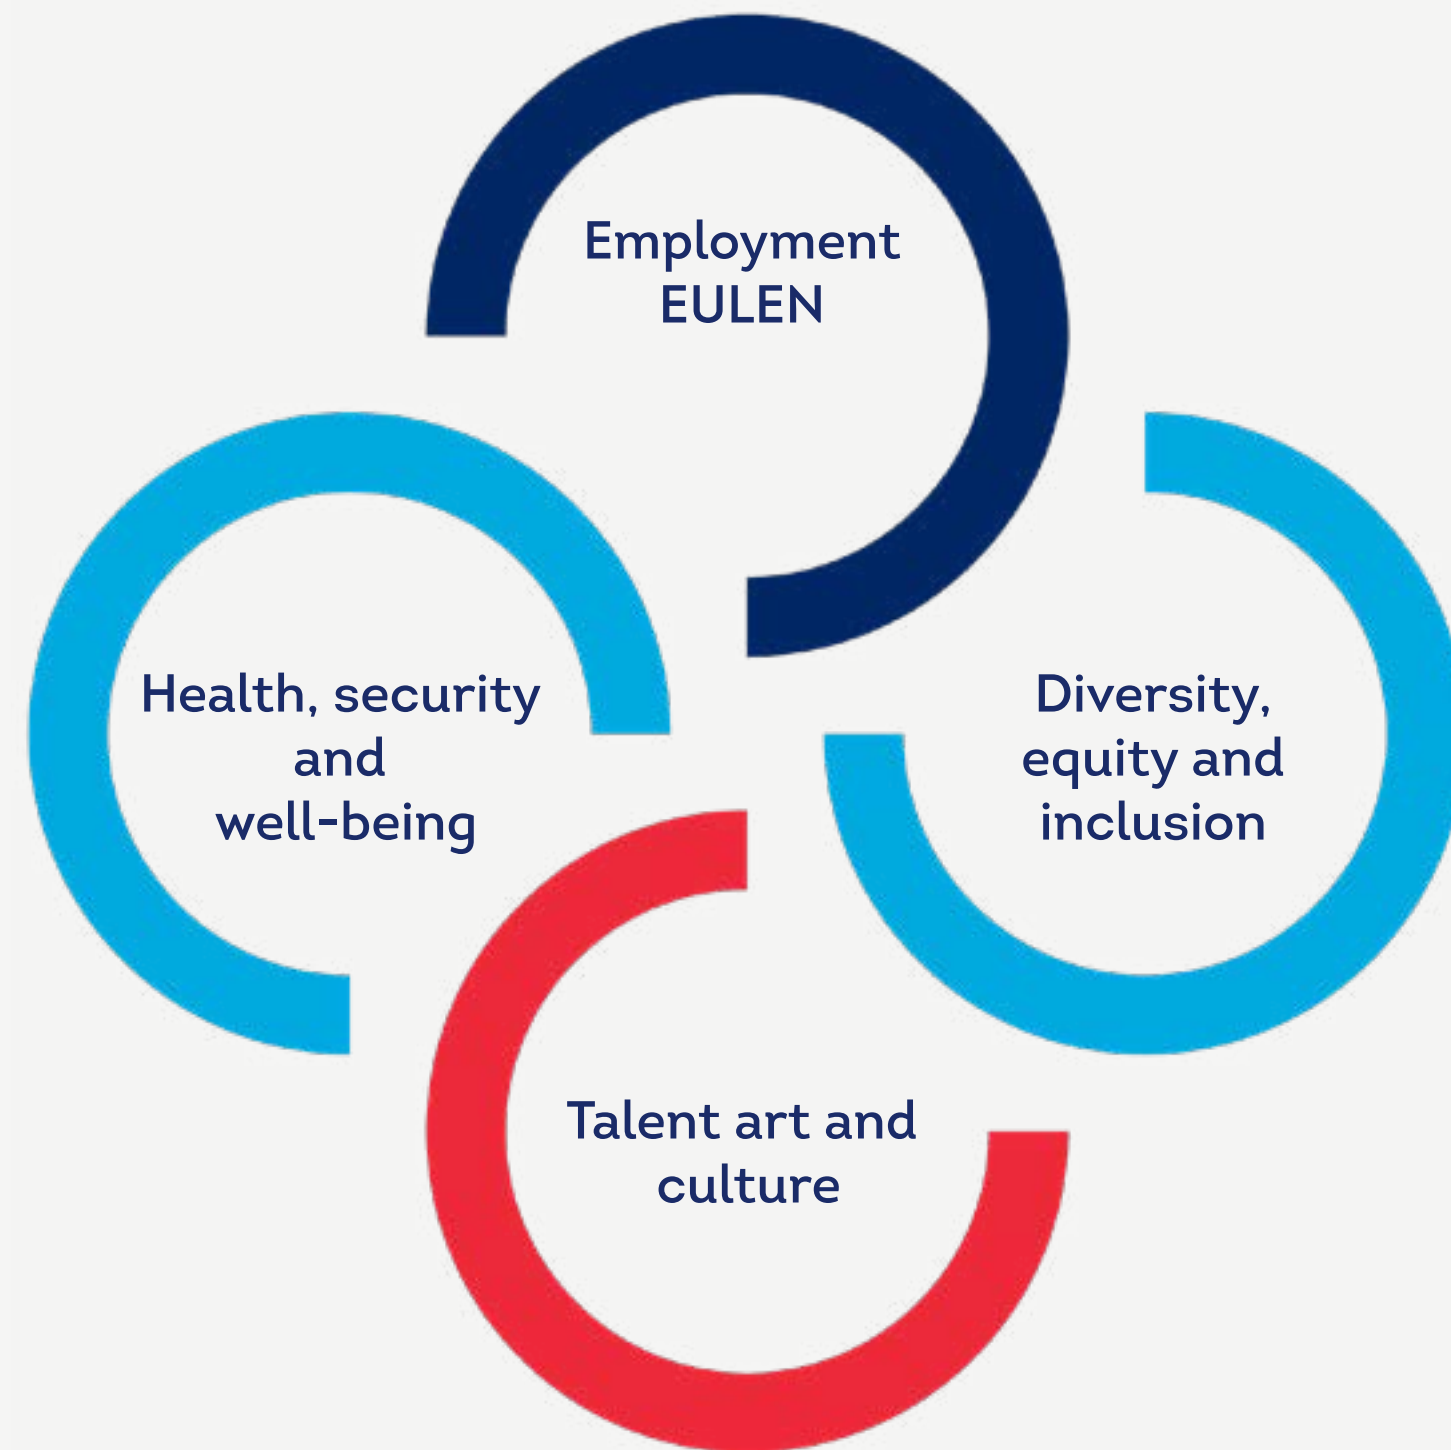 Employment
EULEN
Health, security
and
well-being
Diversity,
equity and
inclusion
Talent art and
culture